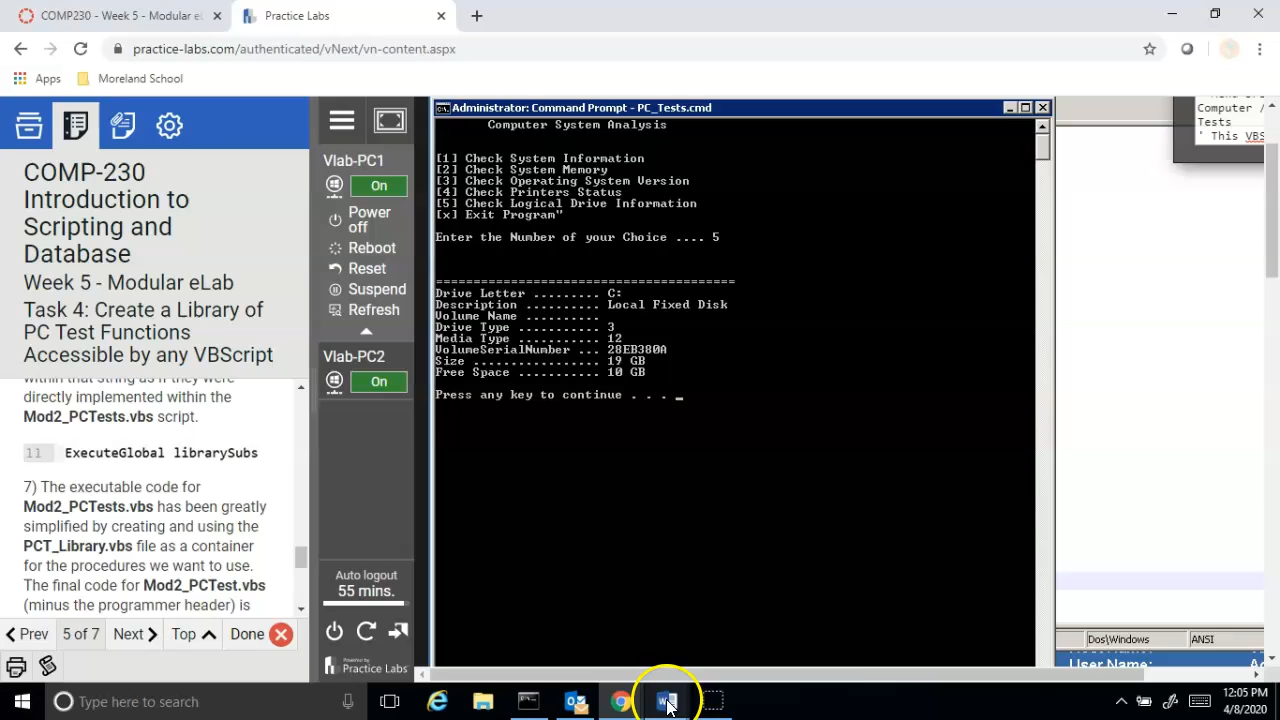 COMP230 - Week 5 - Modular eL
Practice Labs
practice-labs.com/authenticated/vNext/vn-content.aspx
Apps
Moreland School
COMP-230
Introduction to
Scripting and
Database
Week 5 - Modular eLab
Task 4: Create a Library of
PC Test Functions
Accessible by any VBScript
within that string as if they were
directly implemented within the
Mod2_PCTests.vbs script.
11 ExecuteGlobal librarySubs
7) The executable code for
Mod2_PCTests.vbs has been greatly
simplified by creating and using the
PCT_Library.vbs file as a container
for the procedures we want to use.
The final code for Mod2_PCTest.vbs
(minus the programmer header) is
Prev 5 of 7 Next Top Done
Vlab-PC1
On
Power
off
Reboot
Reset
Suspend
Refresh
Vlab-PC2
On
Auto logout
55 mins.
Powered by
Practice Labs
Administrator: Command Prompt - PC_Tests.cmd
Computer System Analysis
[1] Check System Information
[2] Check System Memory
[3] Check Operating System Version
[4] Check Printers Status
[5] Check Logical Drive Information
[x] Exit Program"
Enter the Number of your Choice .... 5
=======================================
Drive Letter ......... C:
Description .......... Local Fixed Disk
Volume Name ..........
Drive Type ........... 3
Media Type ........... 12
VolumeSerialNumber ... 28EB380A
Size ................. 19 GB
Free Space ........... 10 GB
Press any key to continue . . . _
Computer /
Tests
' This VBS
Dos\Windows
ANSI
User Name:
Type here to search
12:05 PM
4/8/2020